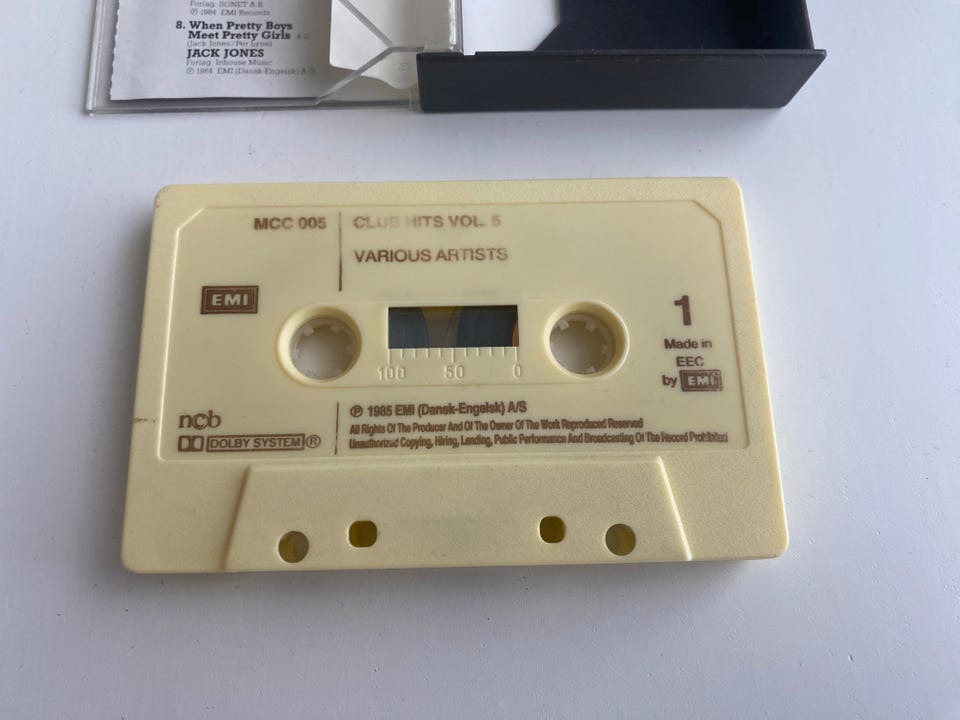 Forlag: SONET A.B
℗ 1984 EMI Records
8. When Pretty Boys
Meet Pretty Girls
(Jack Jones/Per Lyne)
JACK JONES
Forlag: Inhouse Music
℗ 1984 EMI (Dansk-Engelsk) A/S
MCC 005
CLUB HITS VOL. 5
VARIOUS ARTISTS
EMI
1
Made in
EEC
by EMI
100 50 0
ncb
DOLBY SYSTEM ®
℗ 1985 EMI (Dansk-Engelsk) A/S
All Rights Of The Producer And Of The Owner Of The Work Reproduced Reserved
Unauthorized Copying, Hiring, Lending, Public Performance And Broadcasting Of The Record Prohibited